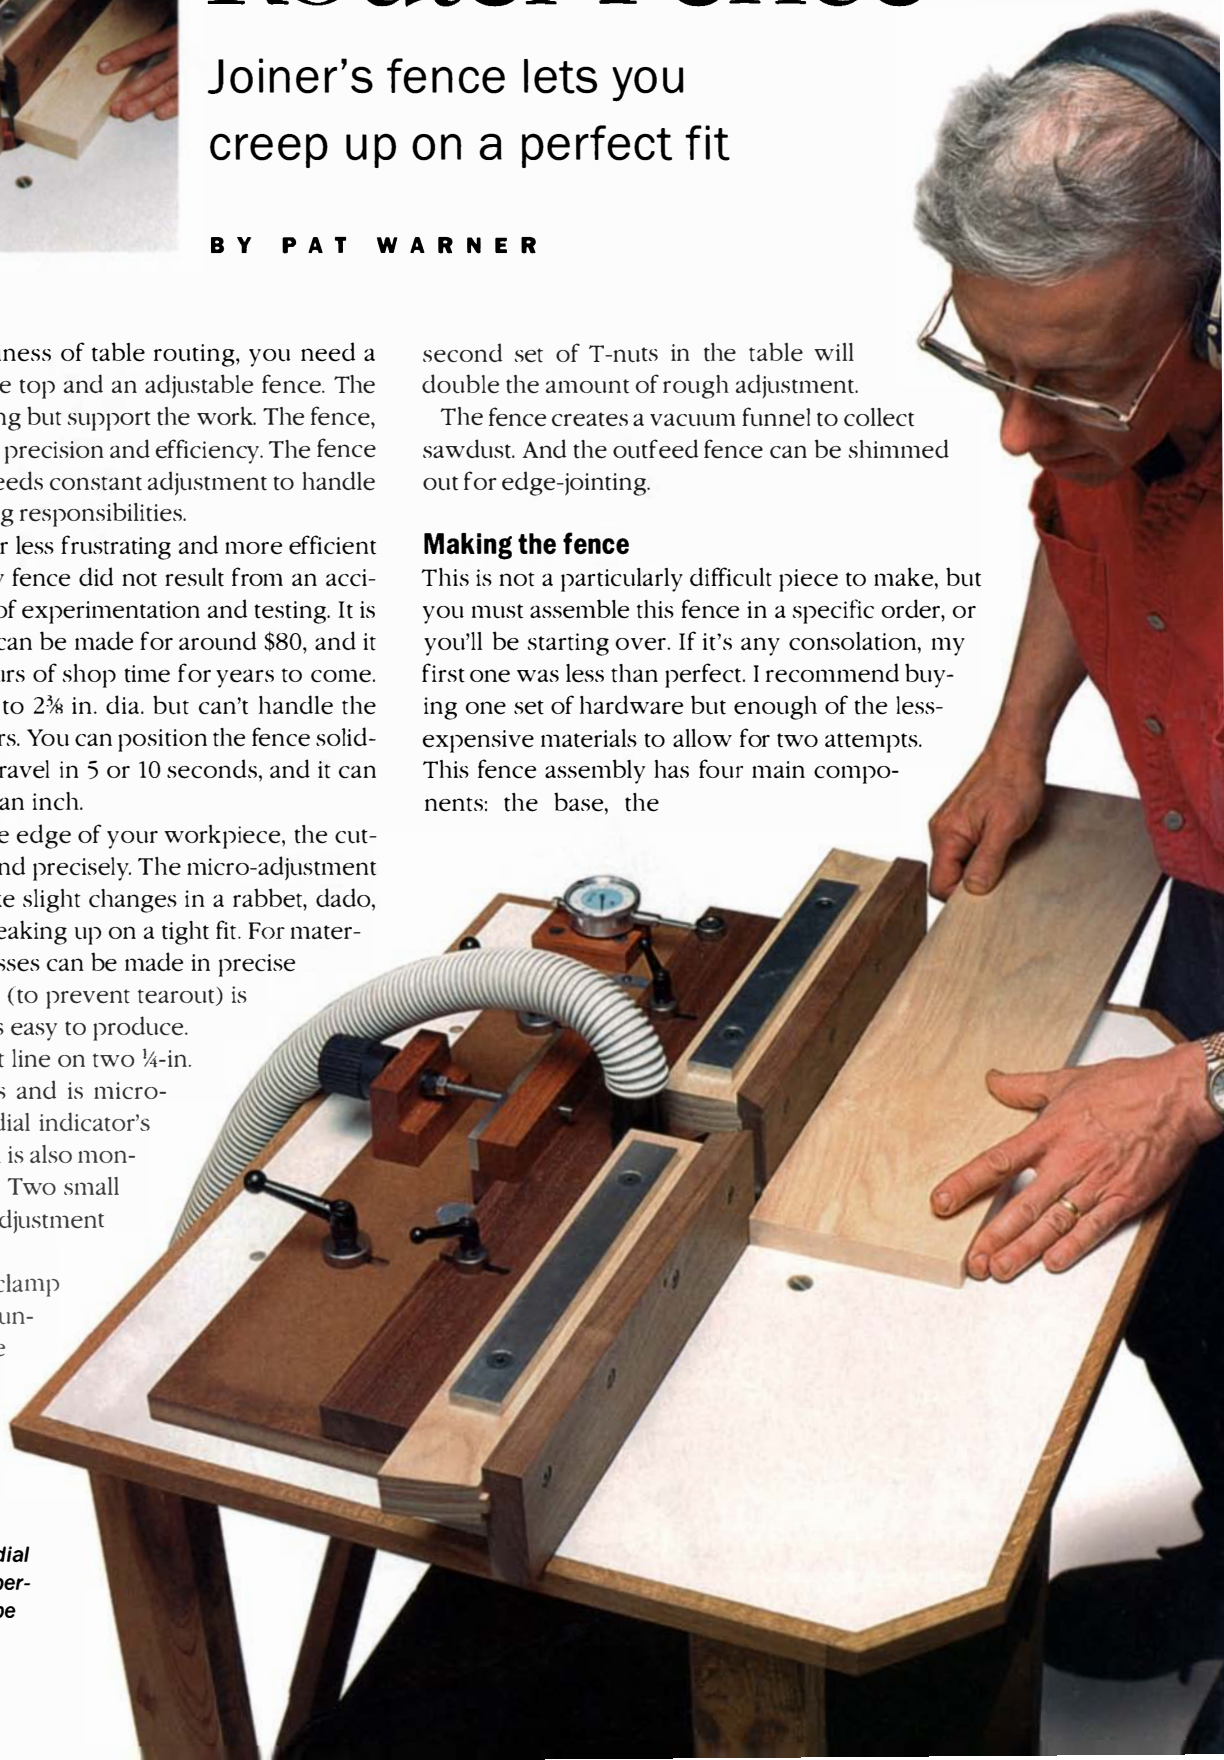 Router Fence
Joiner's fence lets you
creep up on a perfect fit
BY PAT WARNER
of table routing, you need a
top and an adjustable fence. The
but support the work. The fence,
precision and efficiency. The fence
constant adjustment to handle
responsibilities.
less frustrating and more efficient
fence did not result from an acci-
of experimentation and testing. It is
can be made for around $80, and it
of shop time for years to come.
to 2⅜ in. dia. but can't handle the
You can position the fence solid-
in 5 or 10 seconds, and it can
an inch.
edge of your workpiece, the cut-
precisely. The micro-adjustment
slight changes in a rabbet, dado,
up on a tight fit. For mater-
can be made in precise
(to prevent tearout) is
easy to produce.
line on two ¼-in.
and is micro-
dial indicator's
is also mon-
Two small
clamp
un-
dial
per-
second set of T-nuts in the table will
double the amount of rough adjustment.
The fence creates a vacuum funnel to collect
sawdust. And the outfeed fence can be shimmed
out for edge-jointing.
Making the fence
This is not a particularly difficult piece to make, but
you must assemble this fence in a specific order, or
you'll be starting over. If it's any consolation, my
first one was less than perfect. I recommend buy-
ing one set of hardware but enough of the less-
expensive materials to allow for two attempts.
This fence assembly has four main compo-
nents: the base, the